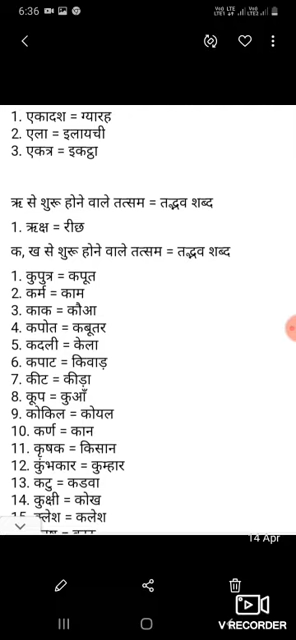 6:36
1. एकादश = ग्यारह
2. एला = इलायची
3. एकत्र = इकट्ठा
ऋ से शुरू होने वाले तत्सम = तद्भव शब्द
1. ऋक्ष = रीछ
क, ख से शुरू होने वाले तत्सम = तद्भव शब्द
1. कुपुत्र = कपूत
2. कर्म = काम
3. काक = कौआ
4. कपोत = कबूतर
5. कदली = केला
6. कपाट = किवाड़
7. कीट = कीड़ा
8. कूप = कुआँ
9. कोकिल = कोयल
10. कर्ण = कान
11. कृषक = किसान
12. कुंभकार = कुम्हार
13. कटु = कडवा
14. कुक्षी = कोख
क्लेश = कलेश
14 Apr
V RECORDER